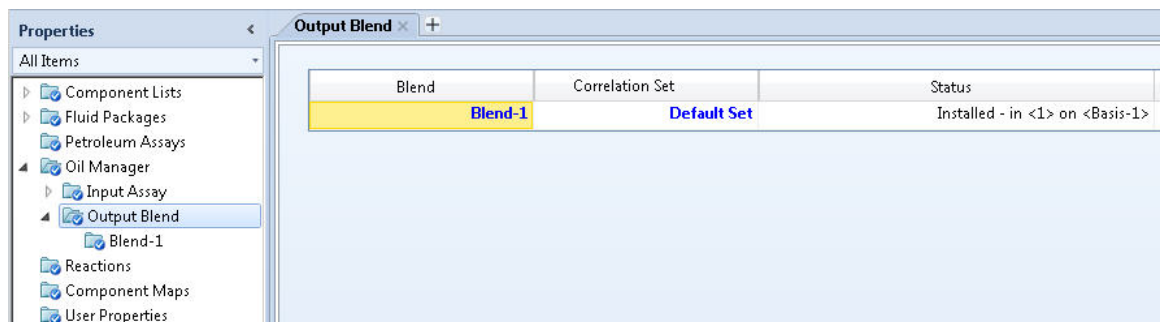 Properties <
All Items
Component Lists
Fluid Packages
Petroleum Assays
Oil Manager
Input Assay
Output Blend
Blend-1
Reactions
Component Maps
User Properties
Output Blend × +
Blend Correlation Set Status
Blend-1 Default Set Installed - in <1> on <Basis-1>